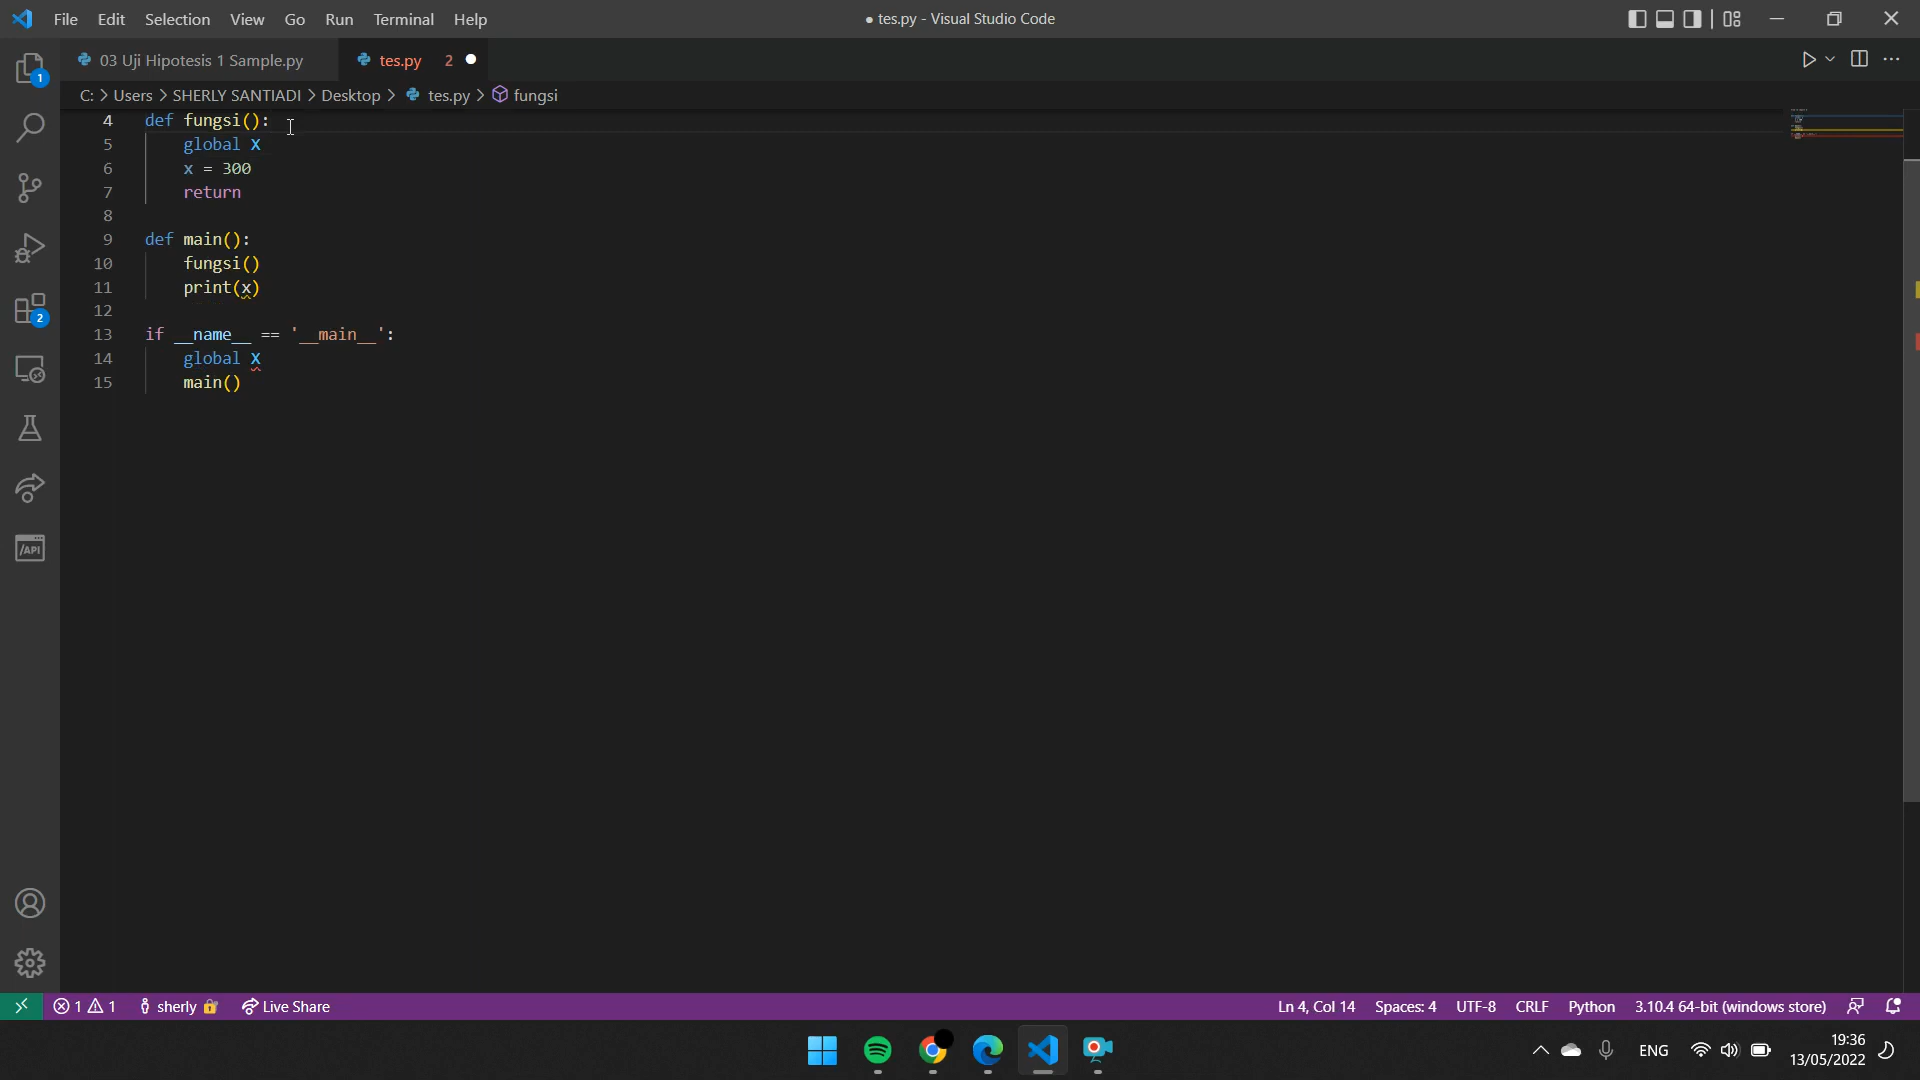 File Edit Selection View Go Run Terminal Help
● tes.py - Visual Studio Code
1
03 Uji Hipotesis 1 Sample.py
tes.py 2 ●
C: > Users > SHERLY SANTIADI > Desktop > tes.py > fungsi
4 def fungsi():
5 global X
6 x = 300
7 return
8
9 def main():
10 fungsi()
11 print(x)
12
13 if __name__ == '__main__':
14 global X
15 main()
2
/API
1 1 sherly Live Share
Ln 4, Col 14 Spaces: 4 UTF-8 CRLF Python 3.10.4 64-bit (windows store)
ENG
19:36
13/05/2022